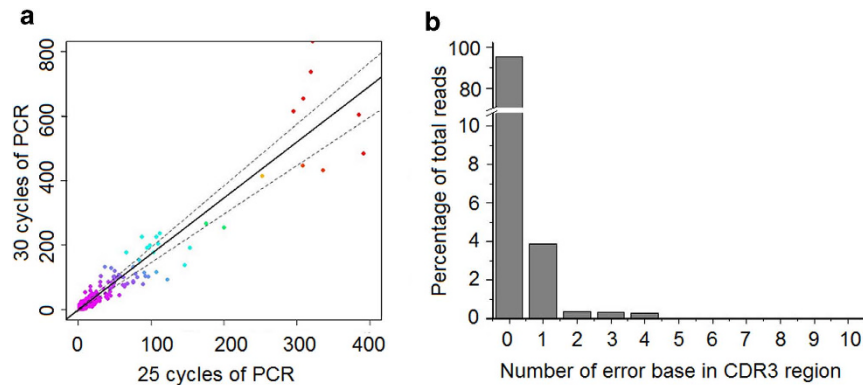 a
30 cycles of PCR
800
600
400
200
0
0 100 200 300 400
25 cycles of PCR
b
Percentage of total reads
100
80
10
8
6
4
2
0
0 1 2 3 4 5 6 7 8 9 10
Number of error base in CDR3 region